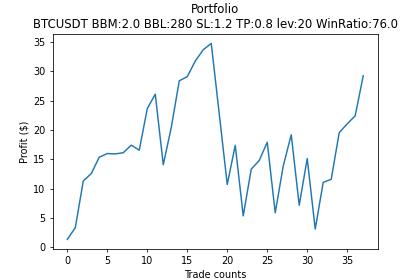 Portfolio
BTCUSDT BBM:2.0 BBL:280 SL:1.2 TP:0.8 lev:20 WinRatio:76.0
Profit ($)
35
30
25
20
15
10
5
0
0 5 10 15 20 25 30 35
Trade counts